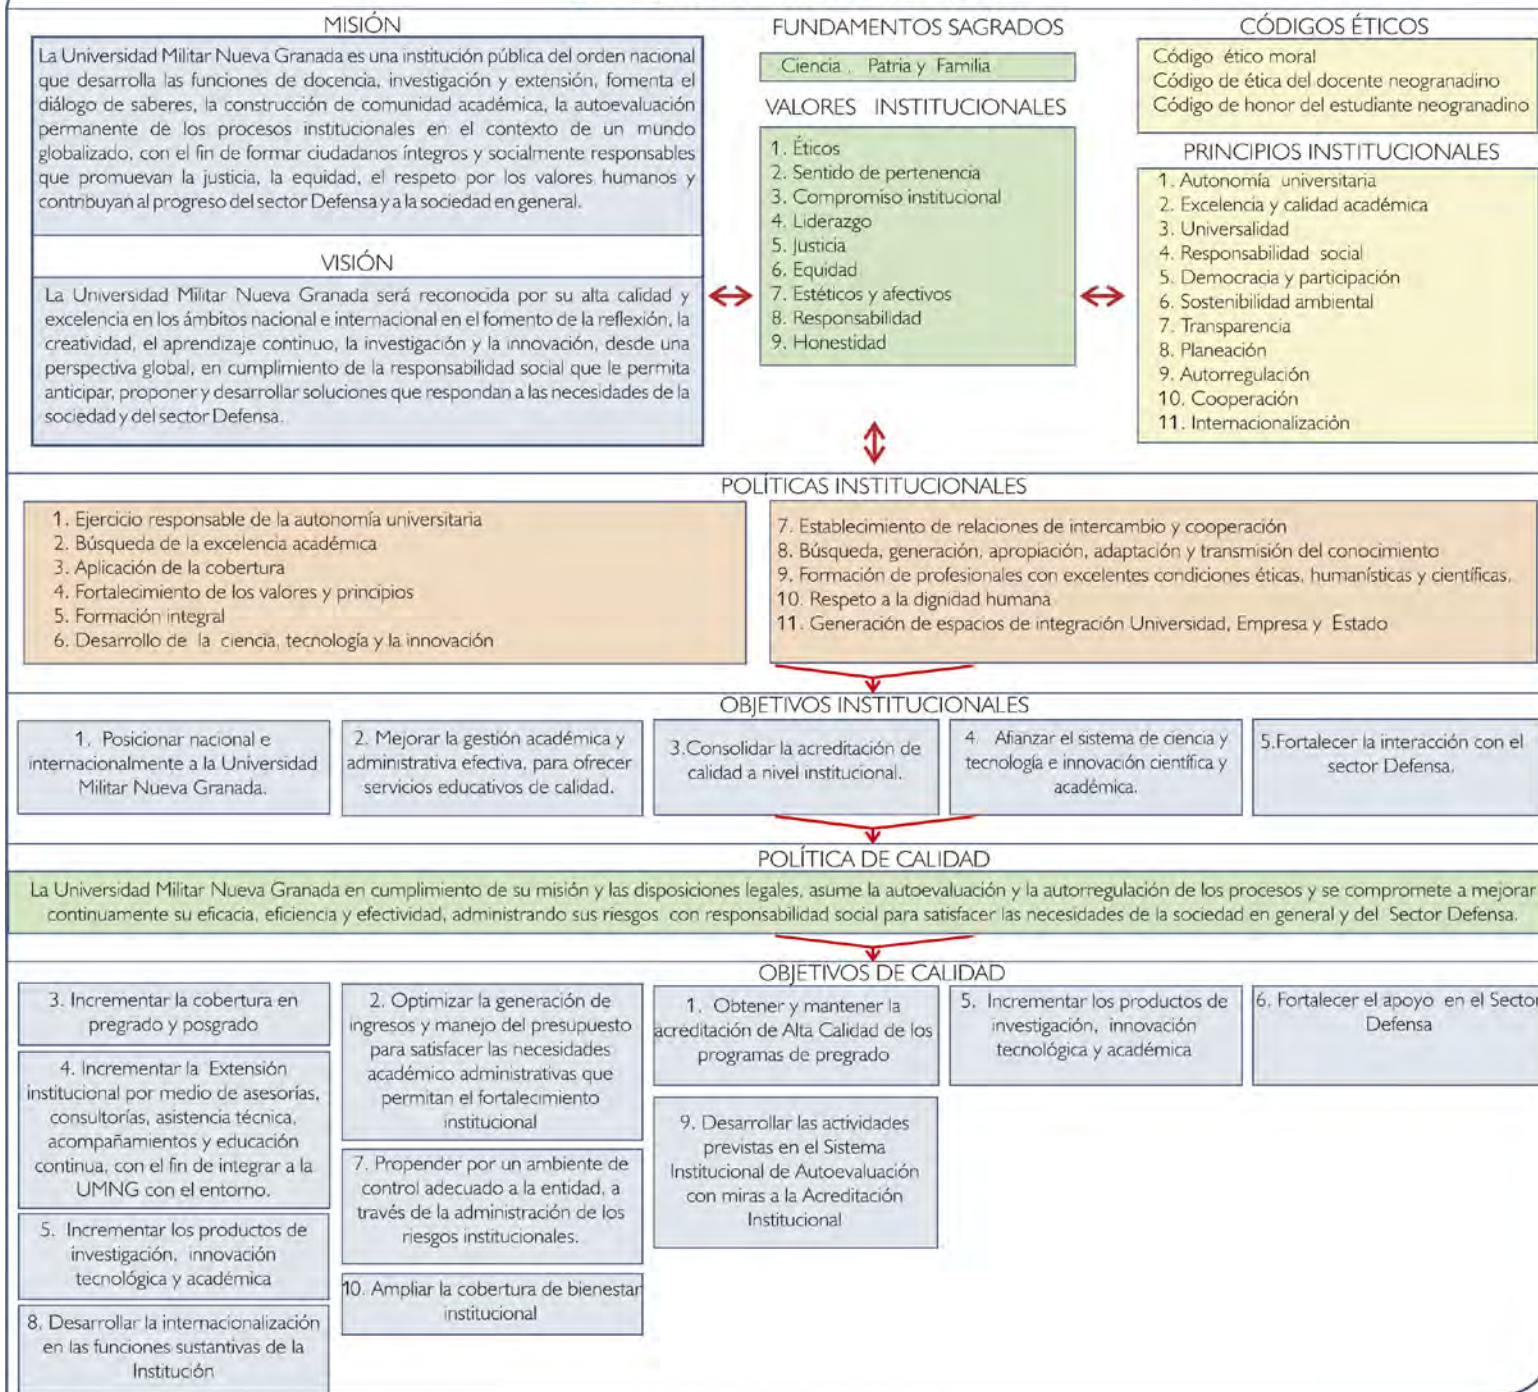 MISIÓN
La Universidad Militar Nueva Granada es una institución pública del orden nacional
que desarrolla las funciones de docencia, investigación y extensión, fomenta el
diálogo de saberes, la construcción de comunidad académica, la autoevaluación
permanente de los procesos institucionales en el contexto de un mundo
globalizado, con el fin de formar ciudadanos íntegros y socialmente responsables
que promuevan la justicia, la equidad, el respeto por los valores humanos y
contribuyan al progreso del sector Defensa y a la sociedad en general.
VISIÓN
La Universidad Militar Nueva Granada será reconocida por su alta calidad y
excelencia en los ámbitos nacional e internacional en el fomento de la reflexión, la
creatividad, el aprendizaje continuo, la investigación y la innovación, desde una
perspectiva global, en cumplimiento de la responsabilidad social que le permita
anticipar, proponer y desarrollar soluciones que respondan a las necesidades de la
sociedad y del sector Defensa.
FUNDAMENTOS SAGRADOS
Ciencia , Patria y Familia
VALORES INSTITUCIONALES
1. Éticos
2. Sentido de pertenencia
3. Compromiso institucional
4. Liderazgo
5. Justicia
6. Equidad
7. Estéticos y afectivos
8. Responsabilidad
9. Honestidad
CÓDIGOS ÉTICOS
Código ético moral
Código de ética del docente neogranadino
Código de honor del estudiante neogranadino
PRINCIPIOS INSTITUCIONALES
1. Autonomía universitaria
2. Excelencia y calidad académica
3. Universalidad
4. Responsabilidad social
5. Democracia y participación
6. Sostenibilidad ambiental
7. Transparencia
8. Planeación
9. Autorregulación
10. Cooperación
11. Internacionalización
POLÍTICAS INSTITUCIONALES
1. Ejercicio responsable de la autonomía universitaria
2. Búsqueda de la excelencia académica
3. Aplicación de la cobertura
4. Fortalecimiento de los valores y principios
5. Formación integral
6. Desarrollo de la ciencia, tecnología y la innovación
7. Establecimiento de relaciones de intercambio y cooperación
8. Búsqueda, generación, apropiación, adaptación y transmisión del conocimiento
9. Formación de profesionales con excelentes condiciones éticas, humanísticas y científicas.
10. Respeto a la dignidad humana
11. Generación de espacios de integración Universidad, Empresa y Estado
OBJETIVOS INSTITUCIONALES
1. Posicionar nacional e
internacionalmente a la Universidad
Militar Nueva Granada.
2. Mejorar la gestión académica y
administrativa efectiva, para ofrecer
servicios educativos de calidad.
3.Consolidar la acreditación de
calidad a nivel institucional.
4. Afianzar el sistema de ciencia y
tecnología e innovación científica y
académica.
5.Fortalecer la interacción con el
sector Defensa.
POLÍTICA DE CALIDAD
La Universidad Militar Nueva Granada en cumplimiento de su misión y las disposiciones legales, asume la autoevaluación y la autorregulación de los procesos y se compromete a mejorar
continuamente su eficacia, eficiencia y efectividad, administrando sus riesgos con responsabilidad social para satisfacer las necesidades de la sociedad en general y del Sector Defensa.
OBJETIVOS DE CALIDAD
3. Incrementar la cobertura en
pregrado y posgrado
4. Incrementar la Extensión
institucional por medio de asesorías,
consultorías, asistencia técnica,
acompañamientos y educación
continua, con el fin de integrar a la
UMNG con el entorno.
5. Incrementar los productos de
investigación, innovación
tecnológica y académica
8. Desarrollar la internacionalización
en las funciones sustantivas de la
Institución
2. Optimizar la generación de
ingresos y manejo del presupuesto
para satisfacer las necesidades
académico administrativas que
permitan el fortalecimiento
institucional
7. Propender por un ambiente de
control adecuado a la entidad, a
través de la administración de los
riesgos institucionales.
10. Ampliar la cobertura de bienestar
institucional
1. Obtener y mantener la
acreditación de Alta Calidad de los
programas de pregrado
9. Desarrollar las actividades
previstas en el Sistema
Institucional de Autoevaluación
con miras a la Acreditación
Institucional
5. Incrementar los productos de
investigación, innovación
tecnológica y académica
6. Fortalecer el apoyo en el Sector
Defensa